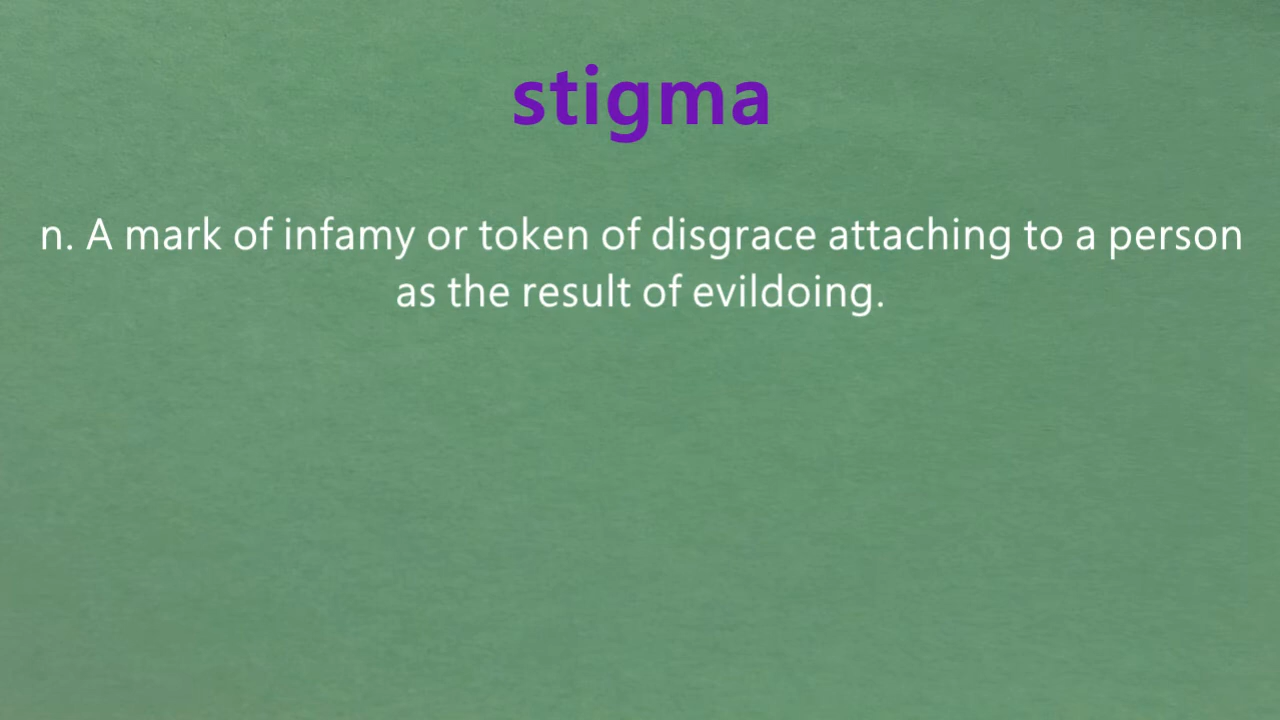 stigma
n. A mark of infamy or token of disgrace attaching to a person
as the result of evildoing.